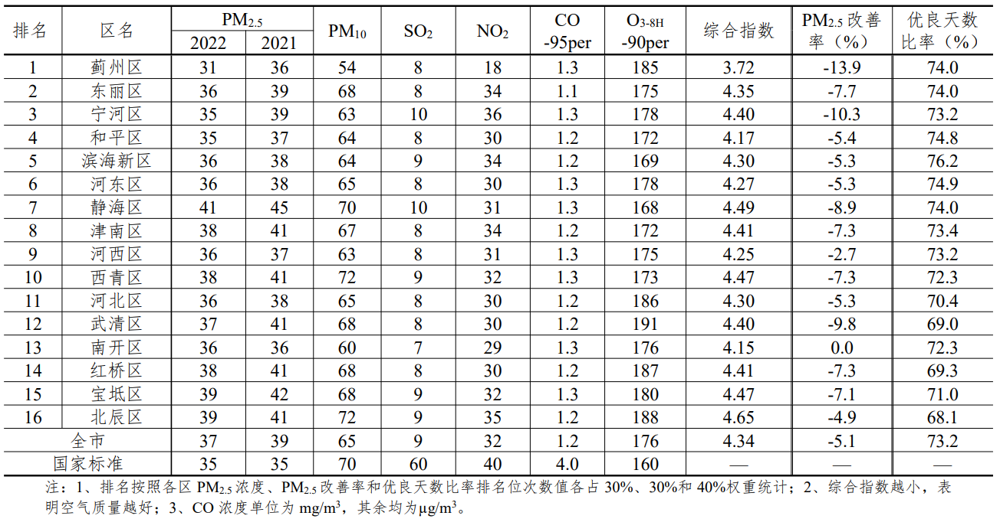 排名 区名 PM2.5 PM10 SO2 NO2 CO -95per O3-8H -90per 综合指数 PM2.5改善率（%） 优良天数比率（%）
2022 2021
1 蓟州区 31 36 54 8 18 1.3 185 3.72 -13.9 74.0
2 东丽区 36 39 68 8 34 1.1 175 4.35 -7.7 74.0
3 宁河区 35 39 63 10 36 1.3 178 4.40 -10.3 73.2
4 和平区 35 37 64 8 30 1.2 172 4.17 -5.4 74.8
5 滨海新区 36 38 64 9 34 1.2 169 4.30 -5.3 76.2
6 河东区 36 38 65 8 30 1.3 178 4.27 -5.3 74.9
7 静海区 41 45 70 10 31 1.3 168 4.49 -8.9 74.0
8 津南区 38 41 67 8 34 1.2 172 4.41 -7.3 73.4
9 河西区 36 37 63 8 31 1.3 175 4.25 -2.7 73.2
10 西青区 38 41 72 9 32 1.3 173 4.47 -7.3 72.3
11 河北区 36 38 65 8 30 1.2 186 4.30 -5.3 70.4
12 武清区 37 41 68 8 30 1.2 191 4.40 -9.8 69.0
13 南开区 36 36 60 7 29 1.3 176 4.15 0.0 72.3
14 红桥区 38 41 68 8 30 1.2 187 4.41 -7.3 69.3
15 宝坻区 39 42 68 9 32 1.3 180 4.47 -7.1 71.0
16 北辰区 39 41 72 9 35 1.2 188 4.65 -4.9 68.1
全市 37 39 65 9 32 1.2 176 4.34 -5.1 73.2
国家标准 35 35 70 60 40 4.0 160 — — —
注：1、排名按照各区 PM2.5 浓度、PM2.5 改善率和优良天数比率排名位次数值各占 30%、30%和 40%权重统计；2、综合指数越小，表
明空气质量越好；3、CO 浓度单位为 mg/m3，其余均为μg/m3。